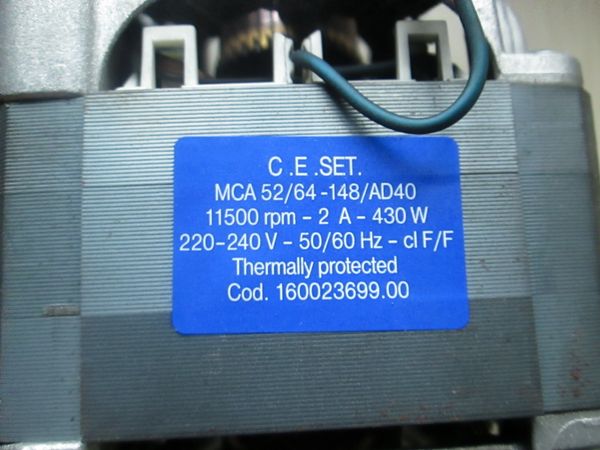 C .E .SET.
MCA 52/64-148/AD40
11500 rpm - 2 A - 430 W
220-240 V - 50/60 Hz - cl F/F
Thermally protected
Cod. 160023699.00